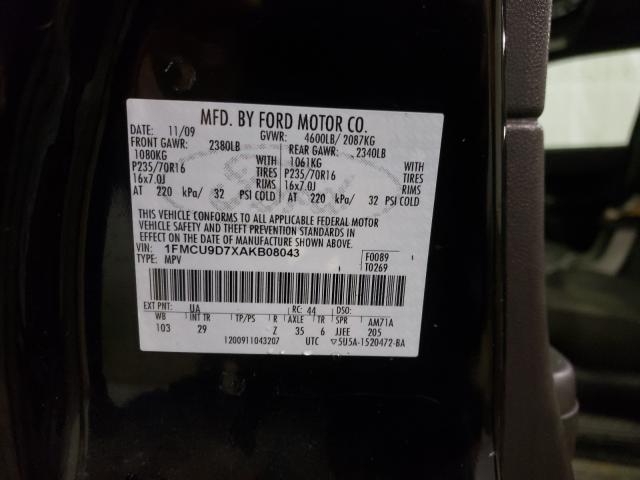 MFD. BY FORD MOTOR CO.
DATE: 11/09 GVWR: 4600LB/ 2087KG
FRONT GAWR: 2380LB REAR GAWR: 2340LB
1080KG WITH 1061KG WITH
P235/70R16 TIRES P235/70R16 TIRES
16x7.0J RIMS 16x7.0J RIMS
AT 220 kPa/ 32 PSI COLD AT 220 kPa/ 32 PSI COLD
THIS VEHICLE CONFORMS TO ALL APPLICABLE FEDERAL MOTOR
VEHICLE SAFETY AND THEFT PREVENTION STANDARDS IN
EFFECT ON THE DATE OF MANUFACTURE SHOWN ABOVE.
VIN: 1FMCU9D7XAKB08043 F0089
TYPE: MPV T0269
EXT PNT: UA RC: 44 DSO:
WB INT TR TP/PS R AXLE TR SPR AM71A
103 29 Z 35 6 JJEE 205
1200911043207 UTC ▽5U5A-1520472-BA